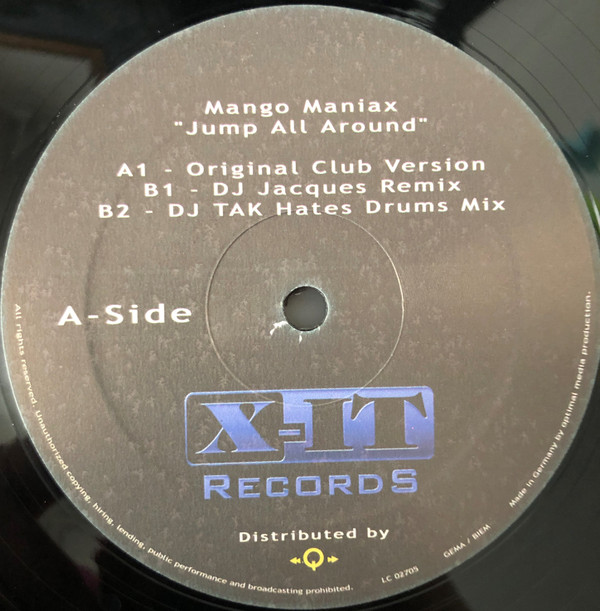 Mango Maniax
"Jump All Around"
A1 - Original Club Version
B1 - DJ Jacques Remix
B2 - DJ TAK Hates Drums Mix
A-Side
X-IT
RECORDS
Distributed by
Q
All rights reserved. Unauthorized copying, hiring, lending, public performance and broadcasting prohibited.
LC 02705
GEMA / BIEM
Made in Germany by optimal media production.